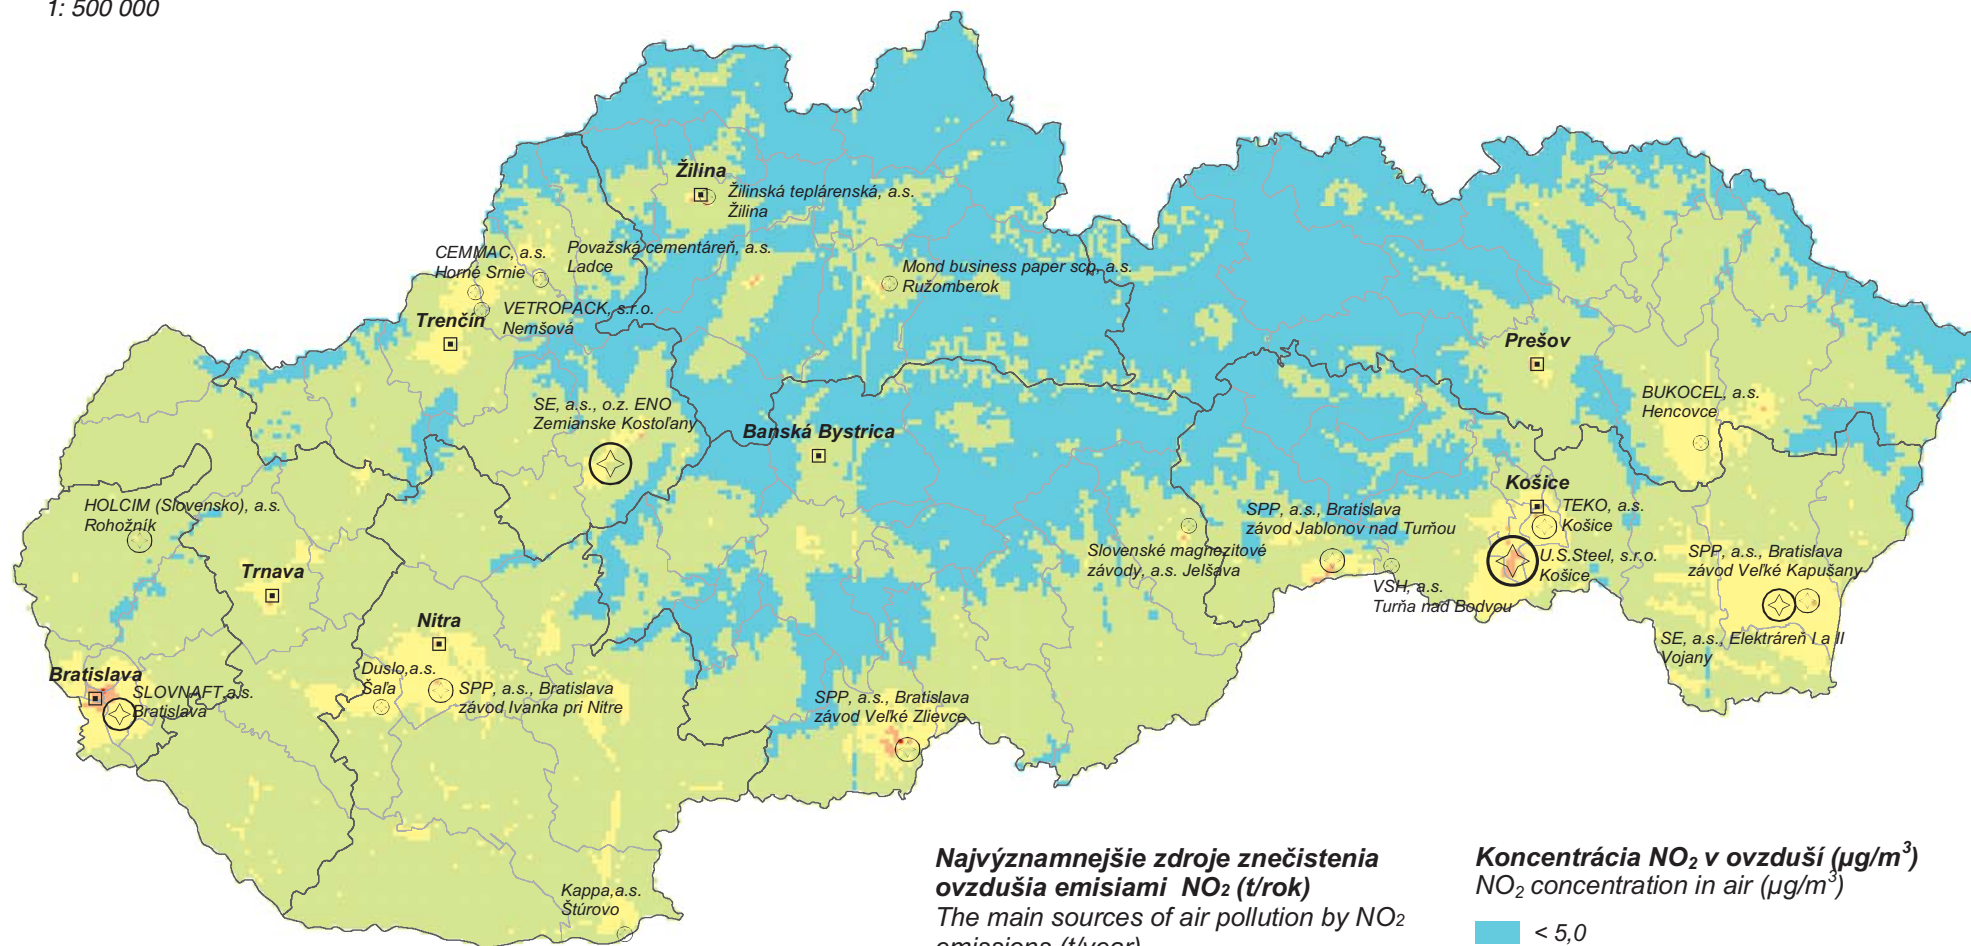 1: 500 000
Žilina
Žilinská teplárenská, a.s.
Žilina
CEMMAC, a.s.
Horné Srnie
Považská cementáreň, a.s.
Ladce
Mond business paper scp, a.s.
Ružomberok
VETROPACK, s.r.o.
Nemšová
Trenčín
Prešov
SE, a.s., o.z. ENO
Zemianske Kostoľany
BUKOCEL, a.s.
Hencovce
Banská Bystrica
HOLCIM (Slovensko), a.s.
Rohožník
Košice
TEKO, a.s.
Košice
SPP, a.s., Bratislava
závod Jablonov nad Turňou
Slovenské magnezitové
závody, a.s. Jelšava
U.S.Steel, s.r.o.
Košice
SPP, a.s., Bratislava
závod Veľké Kapušany
Trnava
VSH, a.s.
Turňa nad Bodvou
Nitra
SE, a.s., Elektráreň I a II
Vojany
Bratislava
SLOVNAFT,a.s.
Bratislava
Duslo,a.s.
Šaľa
SPP, a.s., Bratislava
závod Ivanka pri Nitre
SPP, a.s., Bratislava
závod Veľké Zlievce
Kappa,a.s.
Štúrovo
Najvýznamnejšie zdroje znečistenia
ovzdušia emisiami NO₂ (t/rok)
The main sources of air pollution by NO₂
emissions (t/year)
Koncentrácia NO₂ v ovzduší (µg/m³)
NO₂ concentration in air (µg/m³)
< 5,0